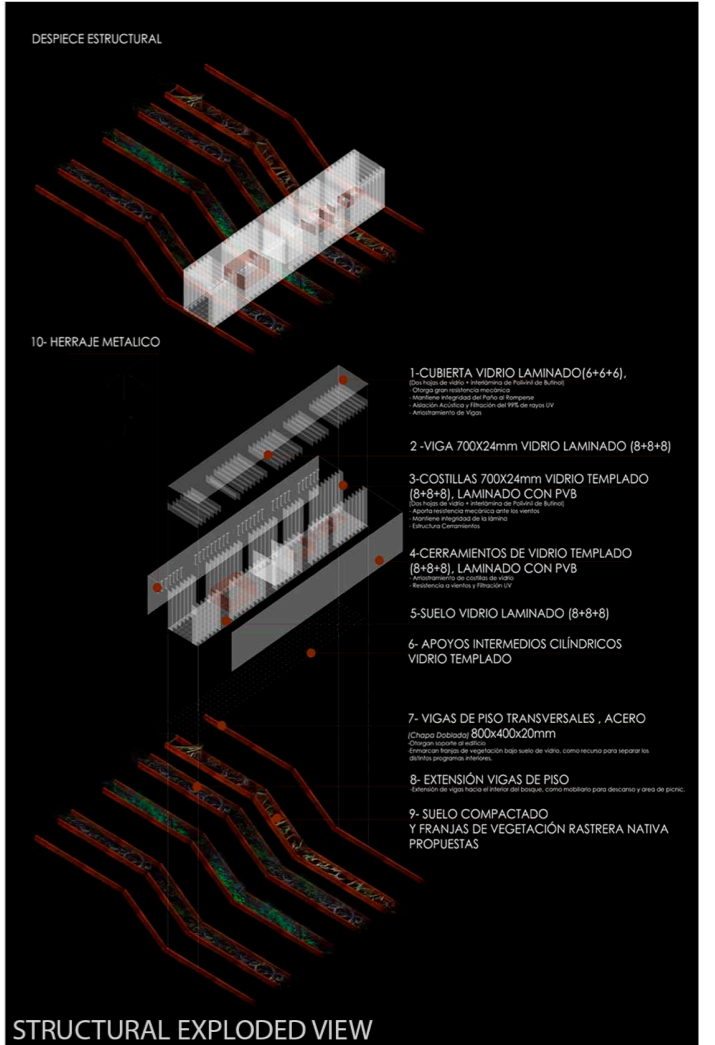 DESPIECE ESTRUCTURAL
10- HERRAJE METALICO
1-CUBIERTA VIDRIO LAMINADO(6+6+6),
(Dos hojas de vidrio + interlámina de Polivinil de Butinol)
- Otorga gran resistencia mecánica
- Mantiene Integridad del Paño al Romperse
- Aislación Acústica y Filtración del 99% de rayos UV
- Arriostramiento de Vigas
2 -VIGA 700X24mm VIDRIO LAMINADO (8+8+8)
3-COSTILLAS 700X24mm VIDRIO TEMPLADO
(8+8+8), LAMINADO CON PVB
(Dos hojas de vidrio + interlámina de Polivinil de Butinol)
- Aporta resistencia mecánica ante los vientos
- Mantiene integridad de la lámina
- Estructura Cerramientos
4-CERRAMIENTOS DE VIDRIO TEMPLADO
(8+8+8), LAMINADO CON PVB
- Arriostramiento de costillas de vidrio
- Resistencia a vientos y Filtración UV
5-SUELO VIDRIO LAMINADO (8+8+8)
6- APOYOS INTERMEDIOS CILÍNDRICOS
VIDRIO TEMPLADO
7- VIGAS DE PISO TRANSVERSALES , ACERO
(Chapa Doblada) 800x400x20mm
-Otorgan soporte al edificio
-Enmarcan franjas de vegetación bajo suelo de vidrio, como recurso para separar los
distintos programas interiores.
8- EXTENSIÓN VIGAS DE PISO
-Extensión de vigas hacia el interior del bosque, como mobiliario para descanso y area de picnic.
9- SUELO COMPACTADO
Y FRANJAS DE VEGETACIÓN RASTRERA NATIVA
PROPUESTAS
STRUCTURAL EXPLODED VIEW